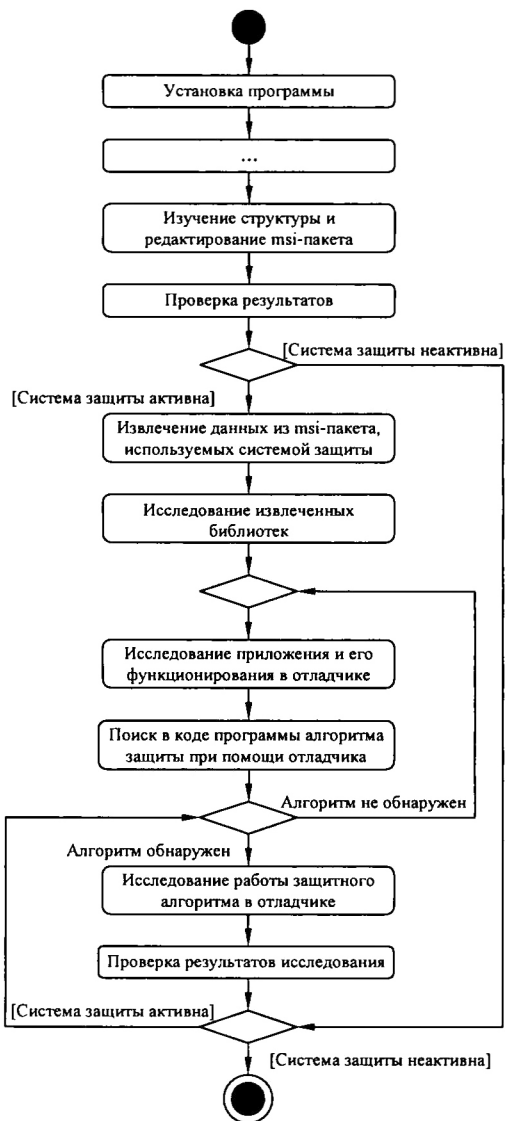 Установка программы
...
Изучение структуры и
редактирование msi-пакета
Проверка результатов
[Система защиты неактивна]
[Система защиты активна]
Извлечение данных из msi-пакета,
используемых системой защиты
Исследование извлеченных
библиотек
Исследование приложения и его
функционирования в отладчике
Поиск в коде программы алгоритма
защиты при помощи отладчика
Алгоритм не обнаружен
Алгоритм обнаружен
Исследование работы защитного
алгоритма в отладчике
Проверка результатов исследования
[Система защиты активна]
[Система защиты неактивна]